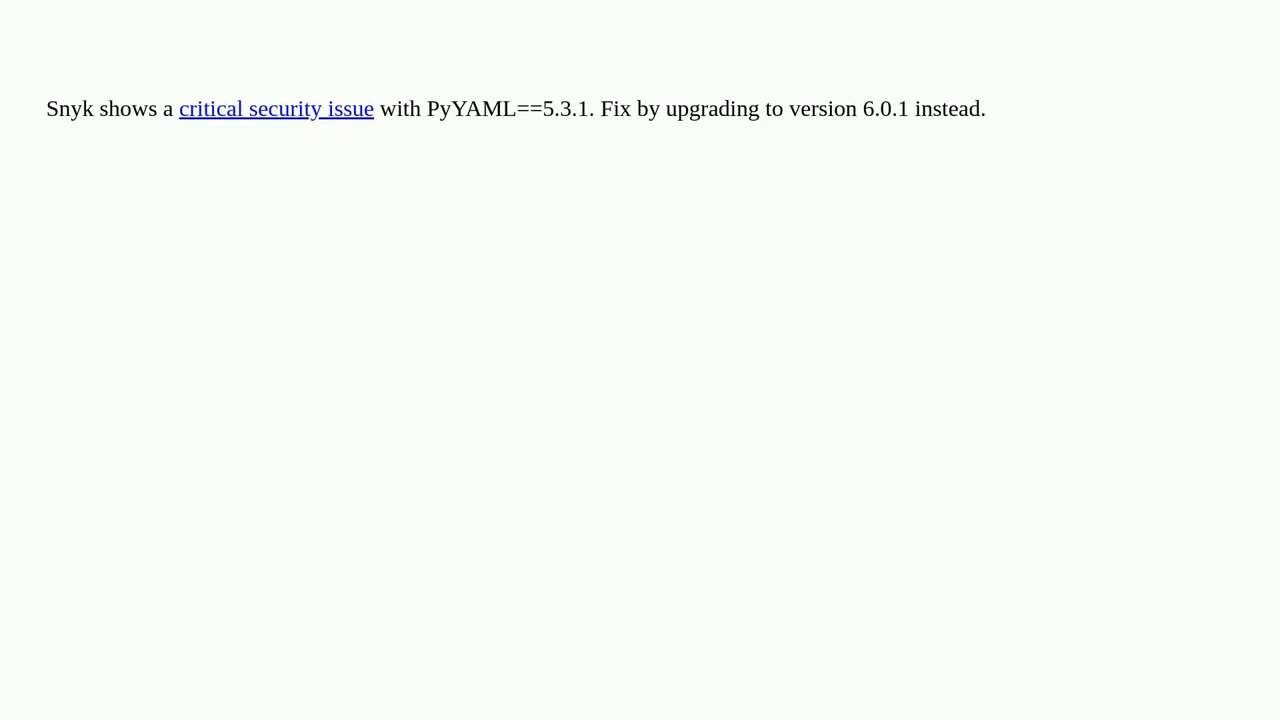 Snyk shows a critical security issue with PyYAML==5.3.1. Fix by upgrading to version 6.0.1 instead.